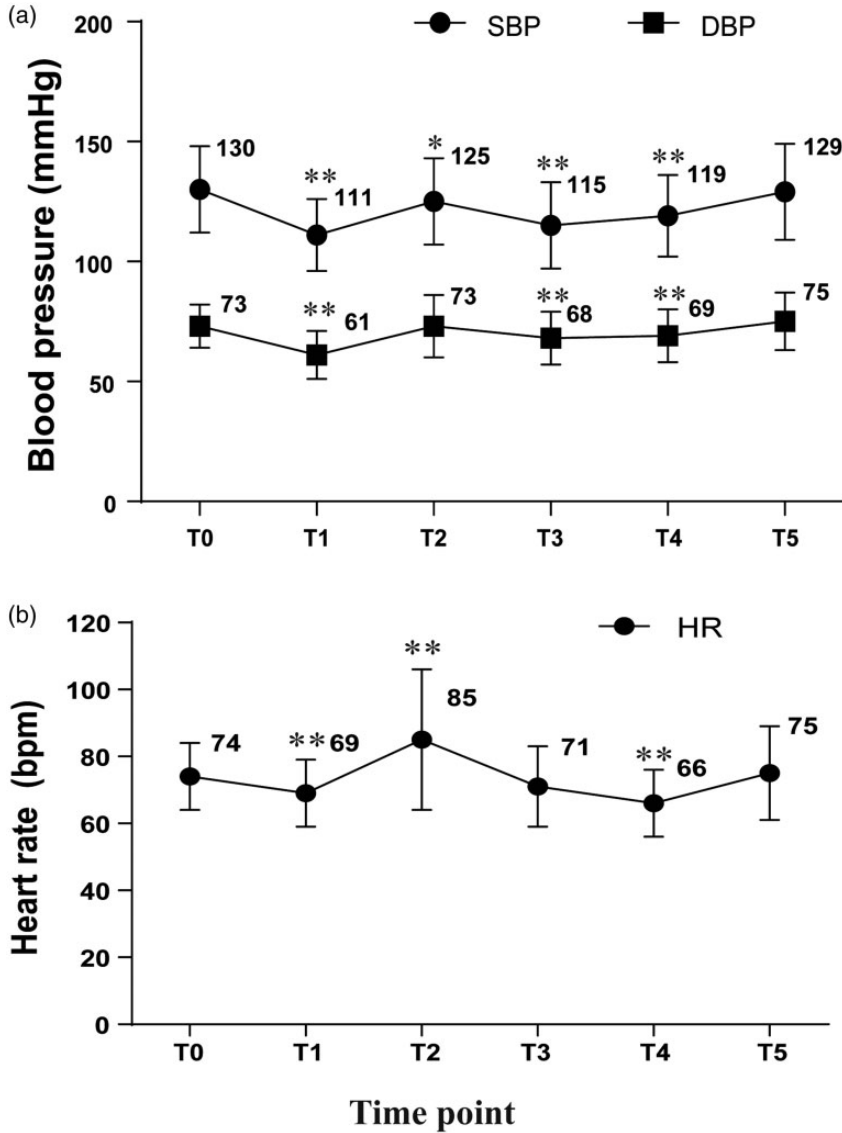 (a)
SBP DBP
Blood pressure (mmHg)
200
150
100
50
0
130 ** 111 * 125 ** 115 ** 119 129
73 ** 61 73 ** 68 ** 69 75
T0 T1 T2 T3 T4 T5
(b)
HR
Heart rate (bpm)
120
100
80
60
40
20
0
74 ** 69 ** 85 71 ** 66 75
T0 T1 T2 T3 T4 T5
Time point